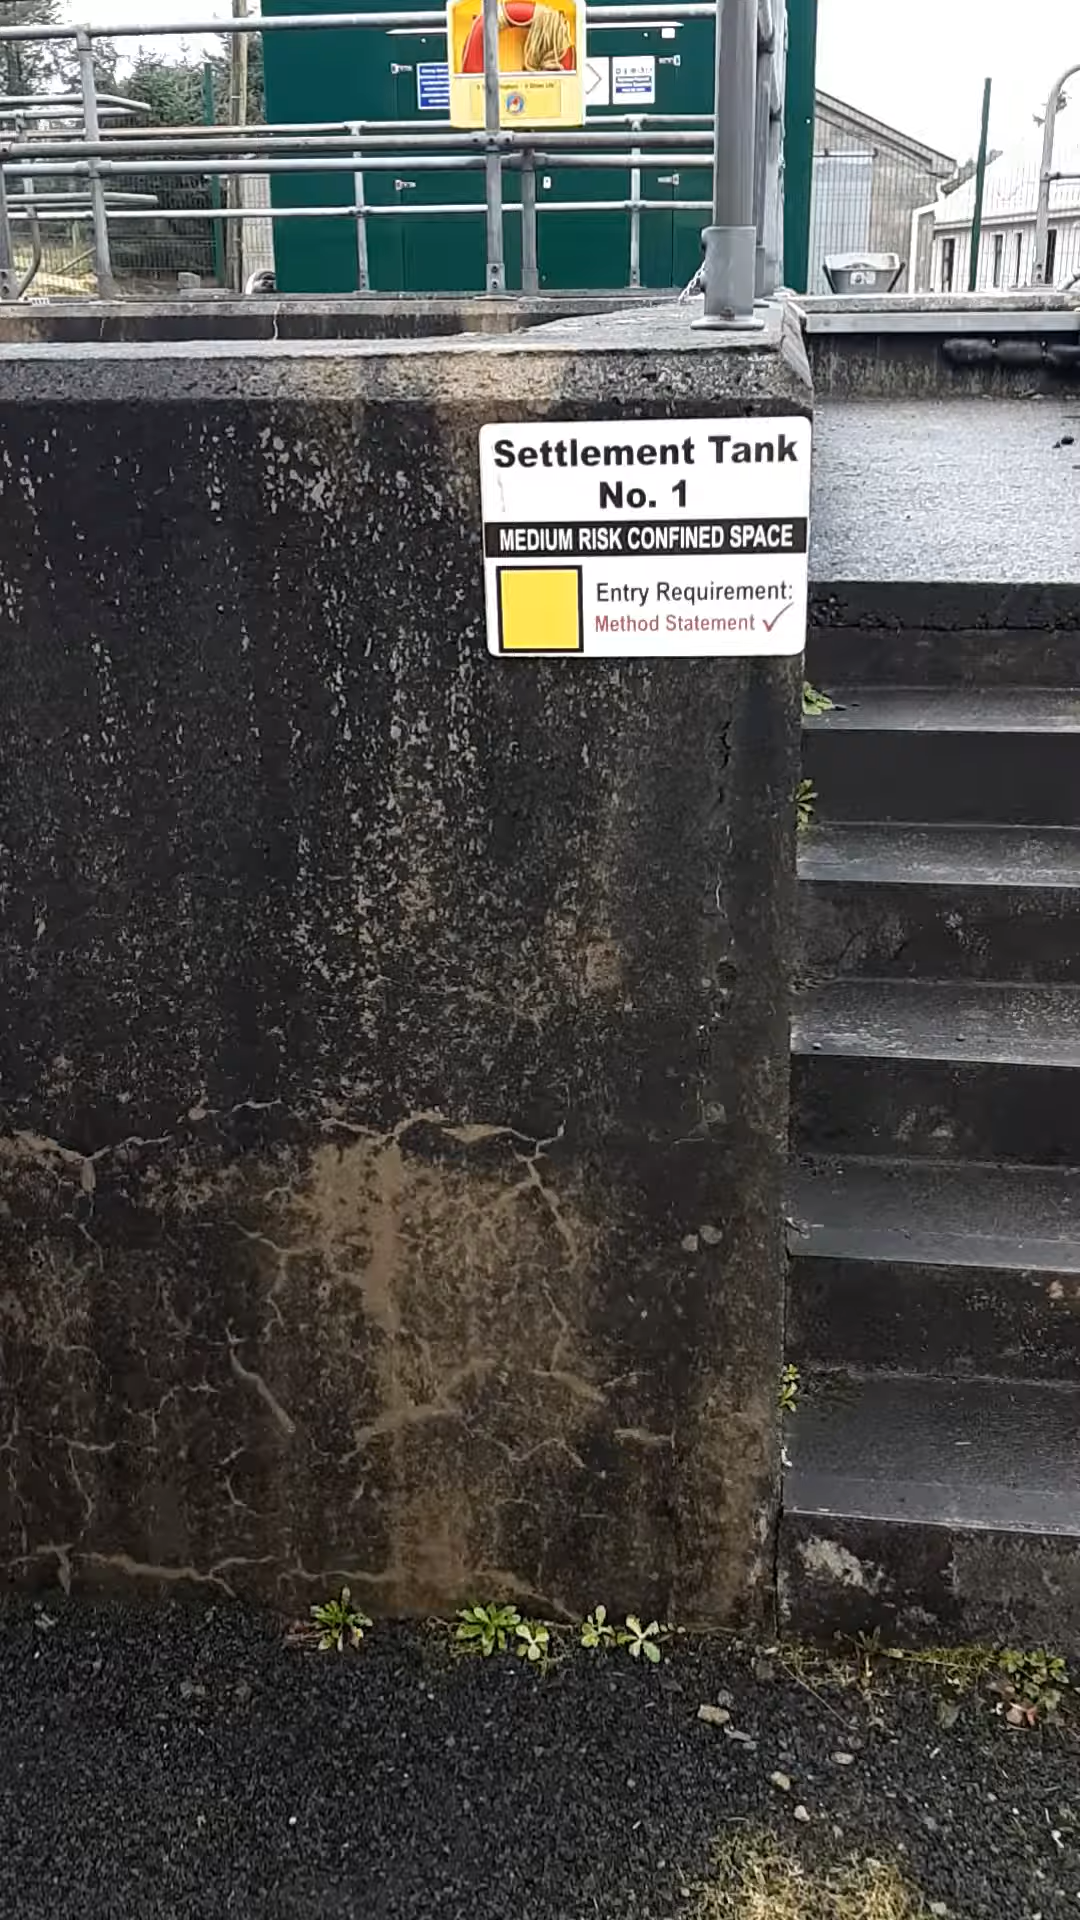 Settlement Tank
No. 1
MEDIUM RISK CONFINED SPACE
Entry Requirement:
Method Statement ✓